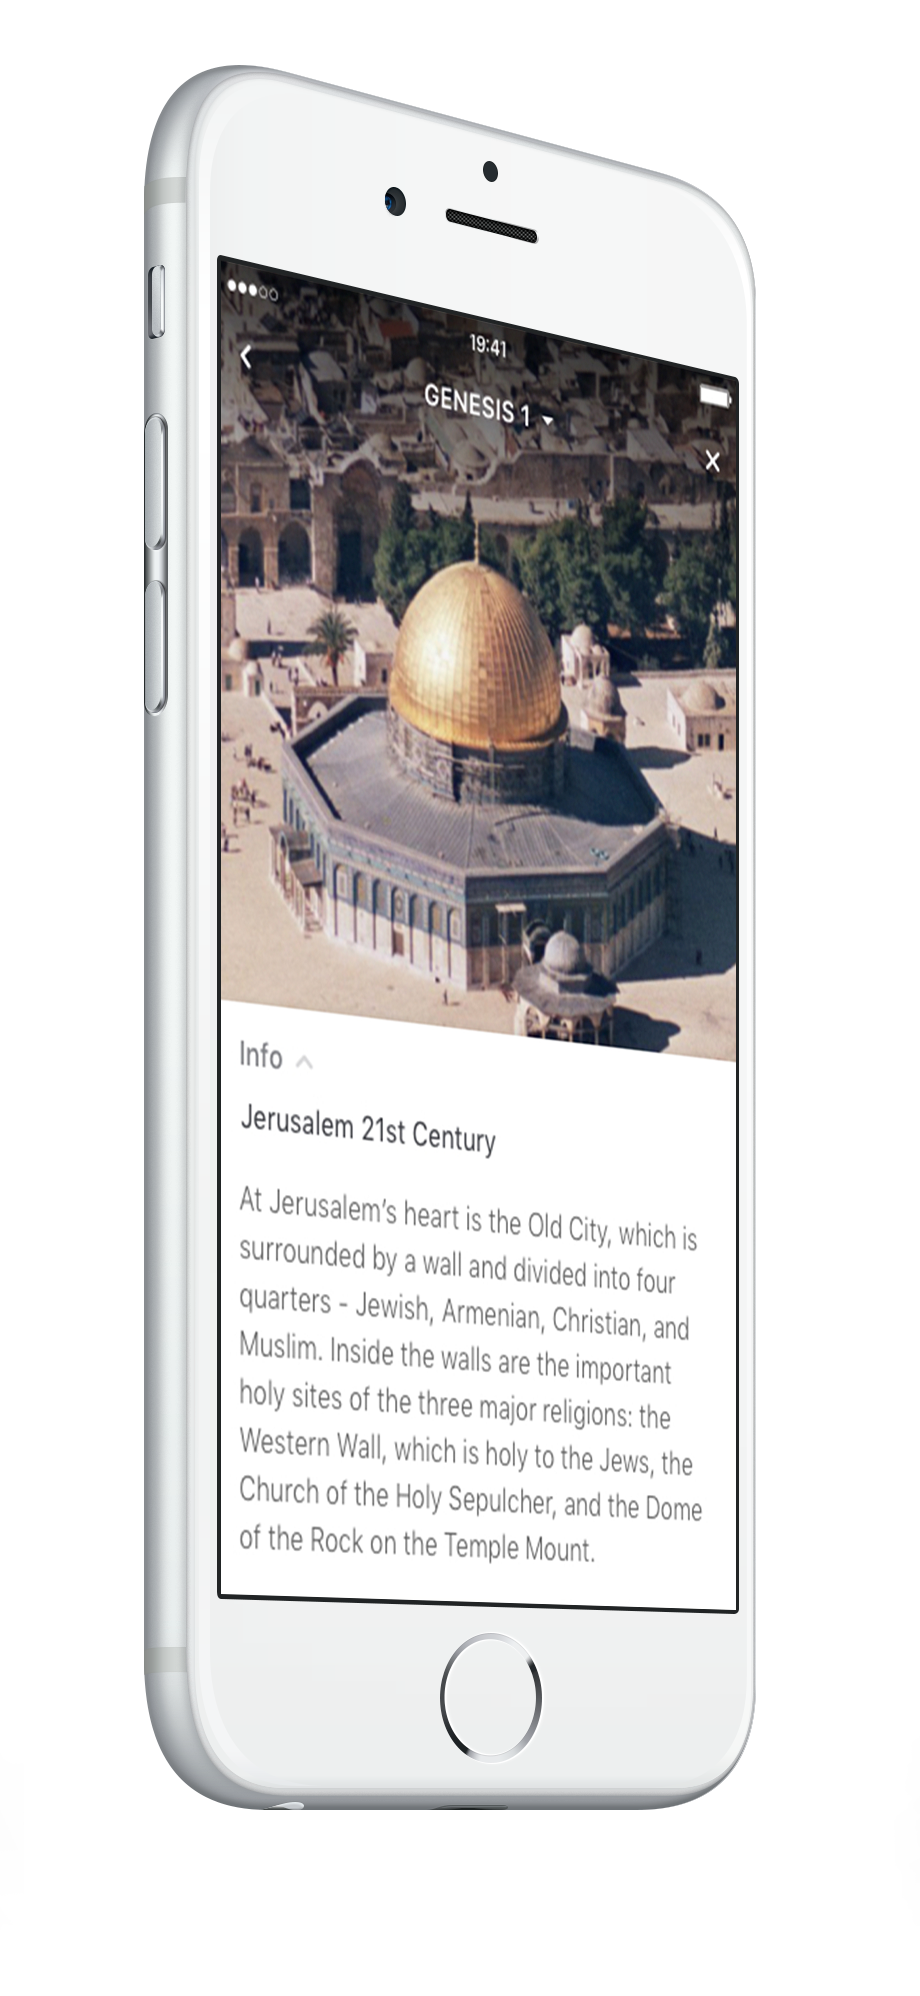 19:41
GENESIS 1
Info
Jerusalem 21st Century
At Jerusalem’s heart is the Old City, which is
surrounded by a wall and divided into four
quarters - Jewish, Armenian, Christian, and
Muslim. Inside the walls are the important
holy sites of the three major religions: the
Western Wall, which is holy to the Jews, the
Church of the Holy Sepulcher, and the Dome
of the Rock on the Temple Mount.